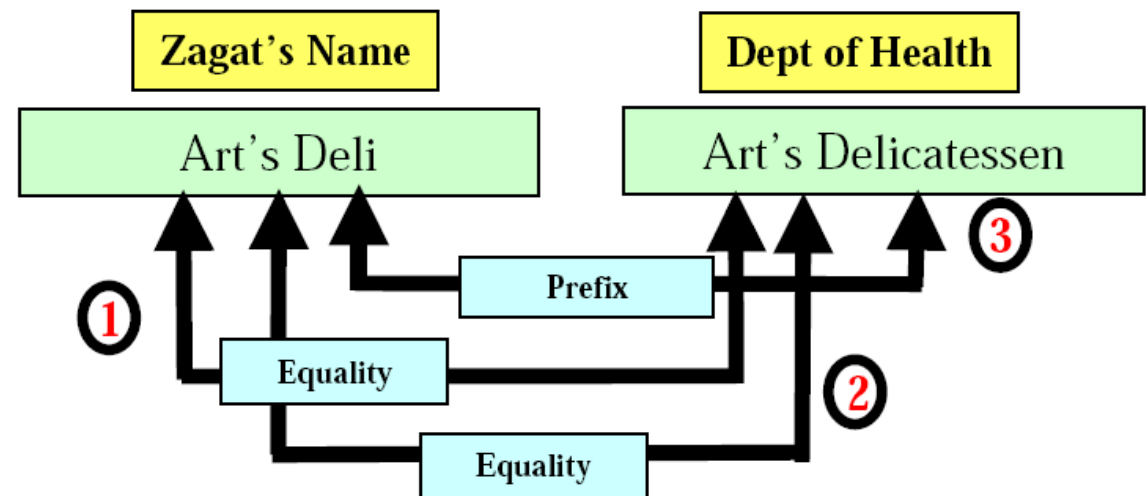 Zagat’s Name
Dept of Health
Art’s Deli
Art’s Delicatessen
3
Prefix
1
Equality
2
Equality